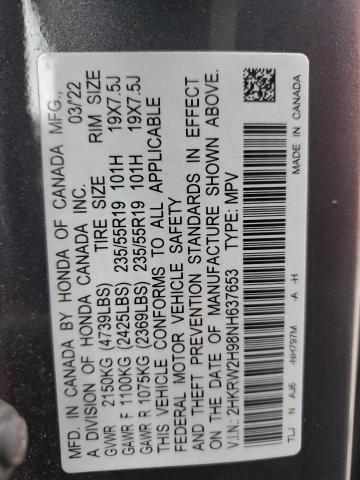 MFD. IN CANADA BY HONDA OF CANADA MFG.,
A DIVISION OF HONDA CANADA INC. 03/22
TIRE SIZE RIM SIZE
GVWR 2150KG (4739LBS)
GAWR F 1100KG (2425LBS) 235/55R19 101H 19X7.5J
GAWR R 1075KG (2369LBS) 235/55R19 101H 19X7.5J
THIS VEHICLE CONFORMS TO ALL APPLICABLE
FEDERAL MOTOR VEHICLE SAFETY
AND THEFT PREVENTION STANDARDS IN EFFECT
ON THE DATE OF MANUFACTURE SHOWN ABOVE.
V.I.N.: 2HKRW2H98NH637653 TYPE: MPV
TLJ N AJ6 -NH797M -A -H MADE IN CANADA